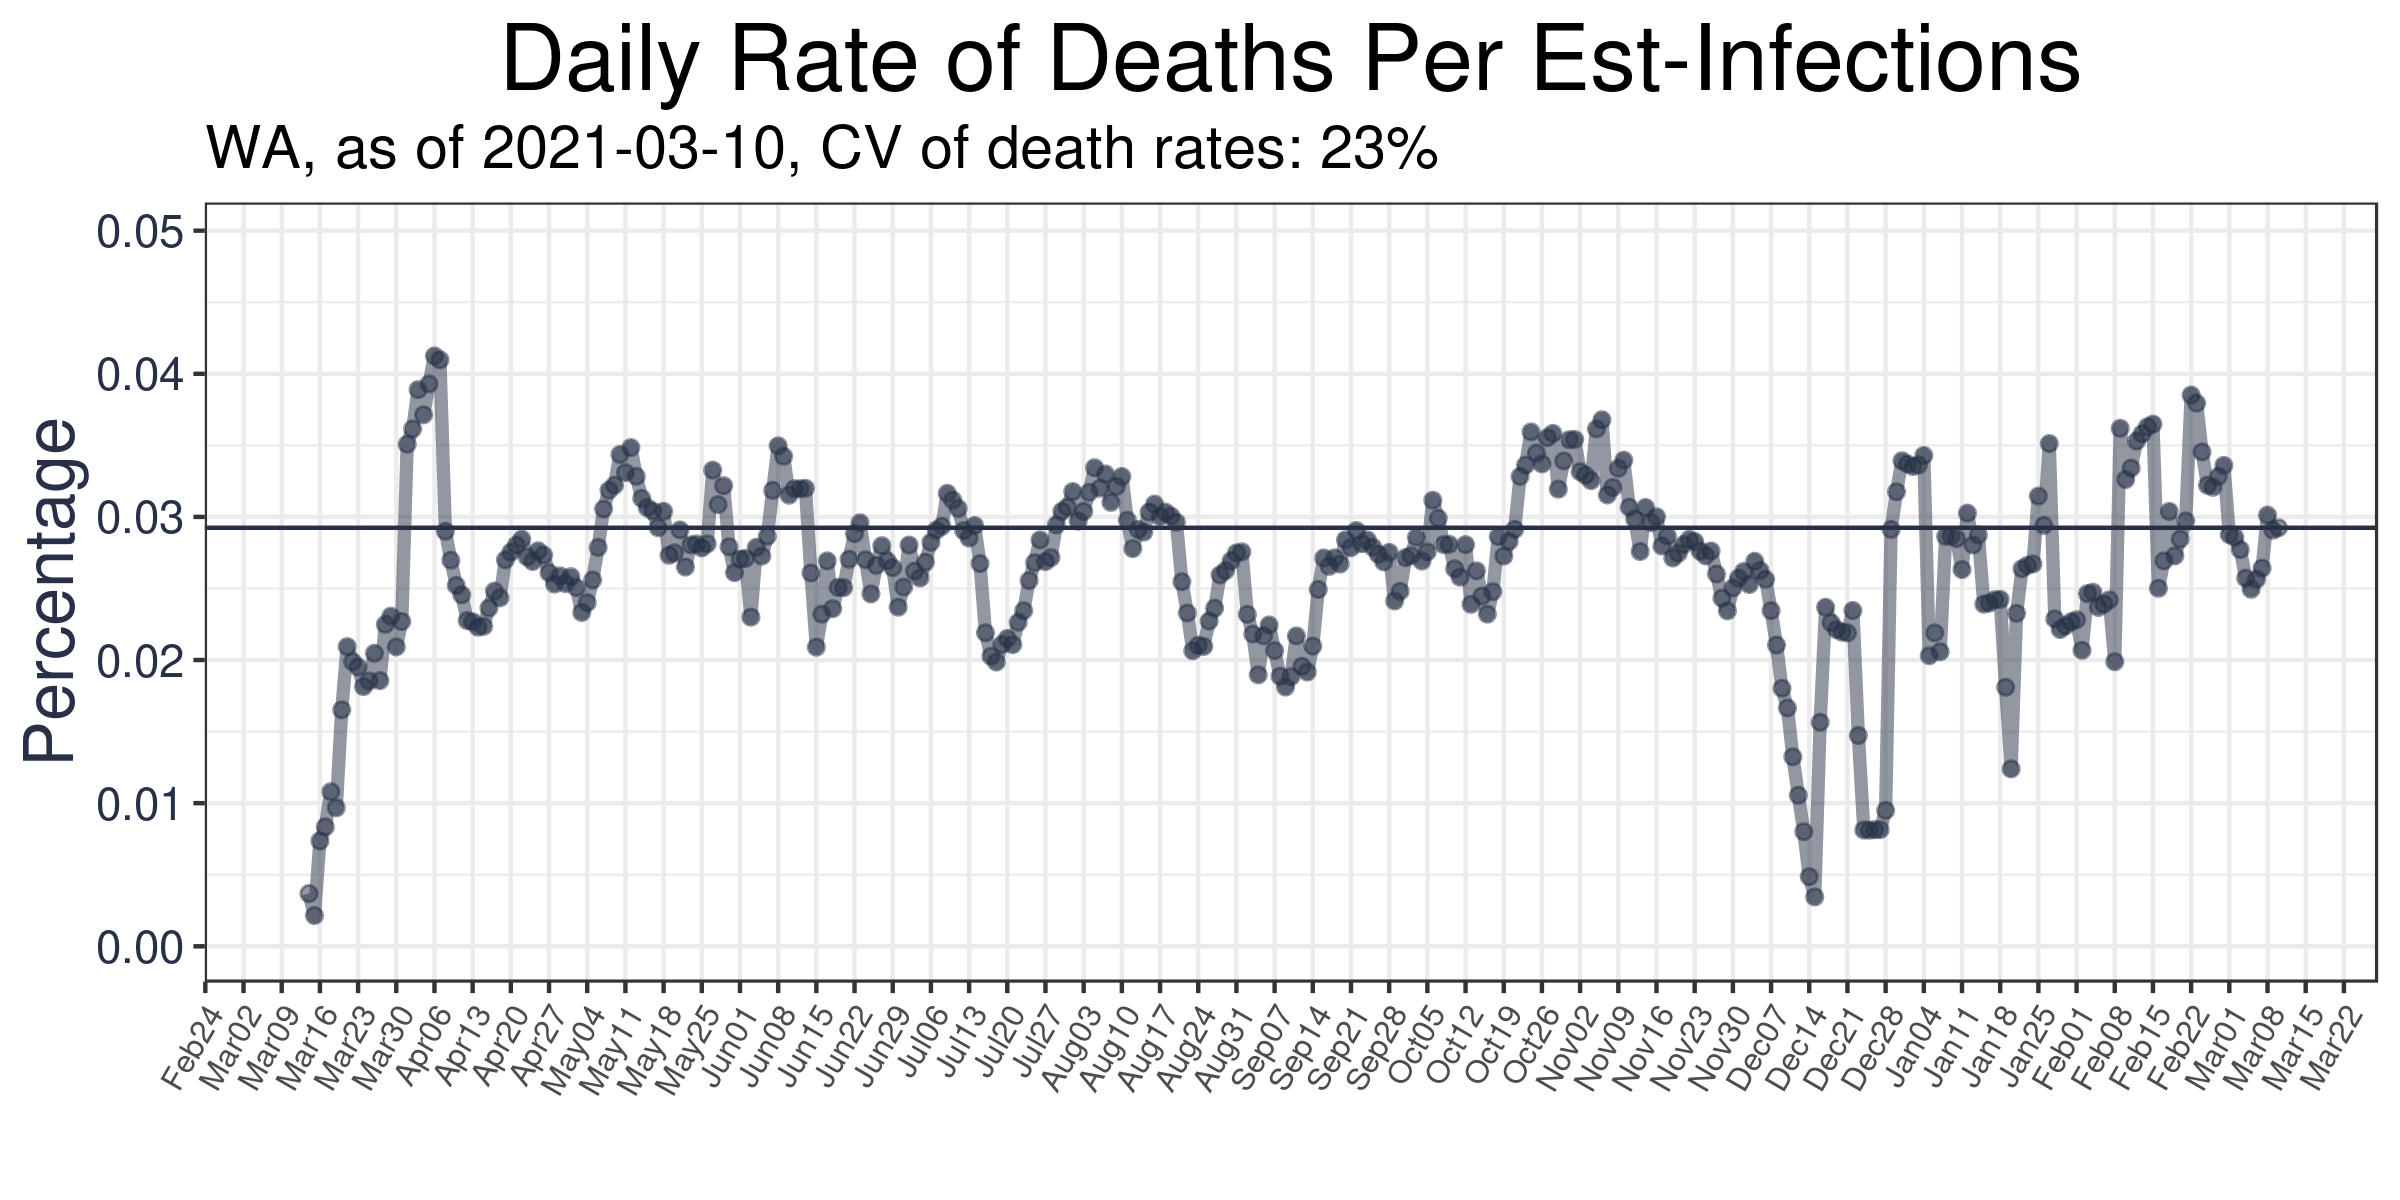 Daily Rate of Deaths Per Est-Infections
WA, as of 2021-03-10, CV of death rates: 23%
Percentage
0.05
0.04
0.03
0.02
0.01
0.00
Feb24
Mar02
Mar09
Mar16
Mar23
Mar30
Apr06
Apr13
Apr20
Apr27
May04
May11
May18
May25
Jun01
Jun08
Jun15
Jun22
Jun29
Jul06
Jul13
Jul20
Jul27
Aug03
Aug10
Aug17
Aug24
Aug31
Sep07
Sep14
Sep21
Sep28
Oct05
Oct12
Oct19
Oct26
Nov02
Nov09
Nov16
Nov23
Nov30
Dec07
Dec14
Dec21
Dec28
Jan04
Jan11
Jan18
Jan25
Feb01
Feb08
Feb15
Feb22
Mar01
Mar08
Mar15
Mar22